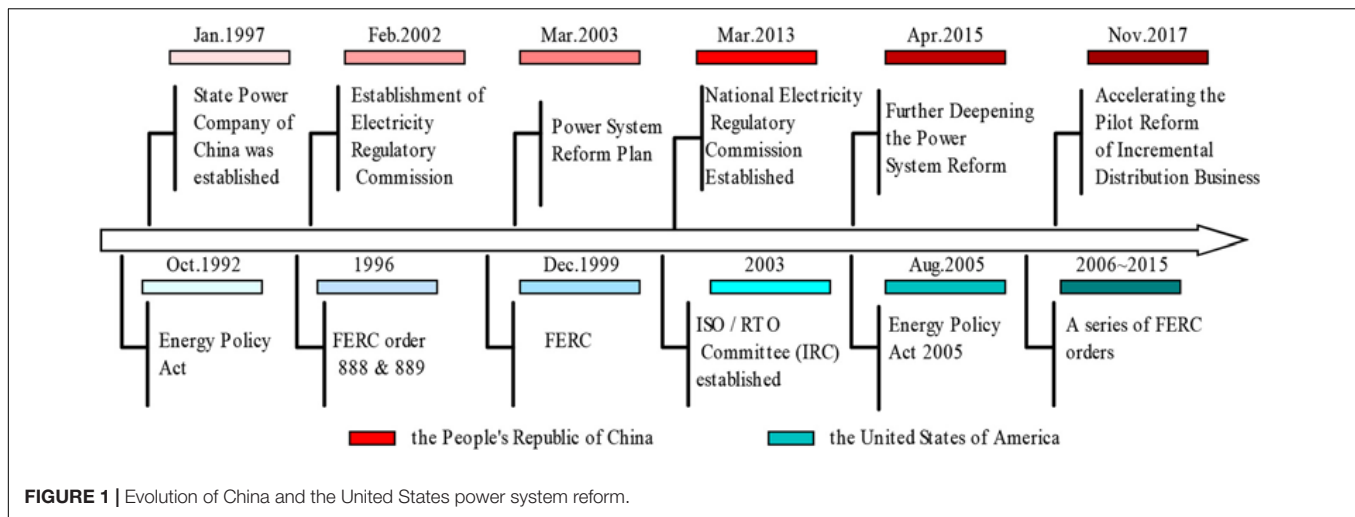 Jan.1997
Feb.2002
Mar.2003
Mar.2013
Apr.2015
Nov.2017
State Power
Company of
China was
established
Establishment of
Electricity
Regulatory
Commission
Power System
Reform Plan
National Electricity
Regulatory
Commission
Established
Further Deepening
the Power
System Reform
Accelerating the
Pilot Reform
of Incremental
Distribution Business
Oct.1992
1996
Dec.1999
2003
Aug.2005
2006~2015
Energy Policy
Act
FERC order
888 & 889
FERC
ISO / RTO
Committee (IRC)
established
Energy Policy
Act 2005
A series of FERC
orders
the People's Republic of China
the United States of America
FIGURE 1 | Evolution of China and the United States power system reform.